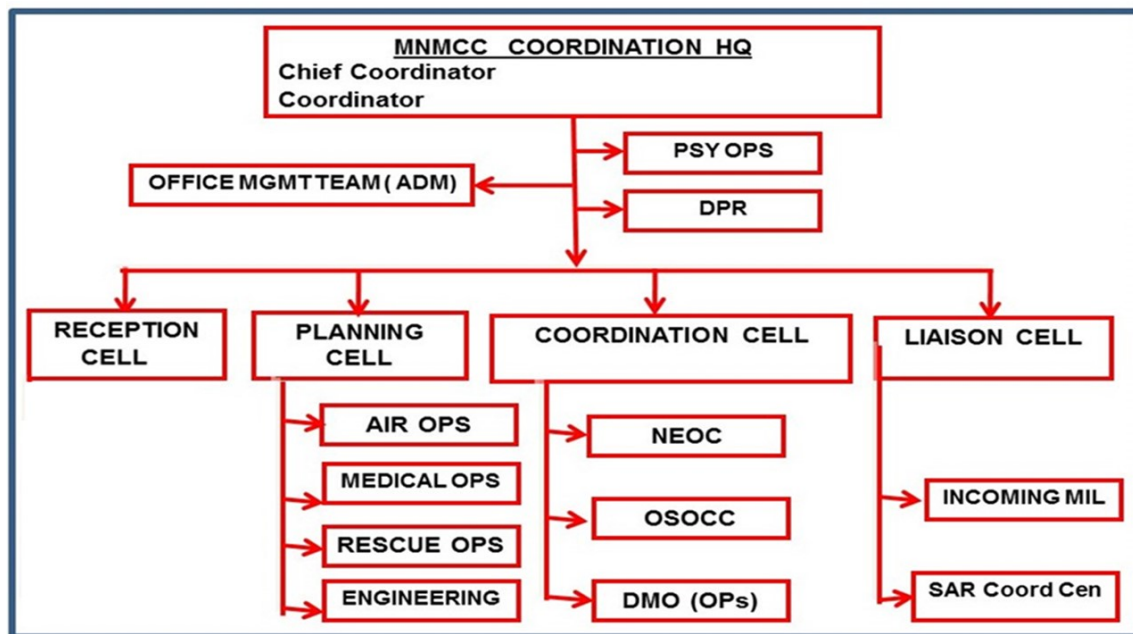 MNMCC COORDINATION HQ
Chief Coordinator
Coordinator
PSY OPS
OFFICE MGMT TEAM ( ADM)
DPR
RECEPTION
CELL
PLANNING
CELL
COORDINATION CELL
LIAISON CELL
AIR OPS
MEDICAL OPS
RESCUE OPS
ENGINEERING
NEOC
OSOCC
DMO (OPs)
INCOMING MIL
SAR Coord Cen